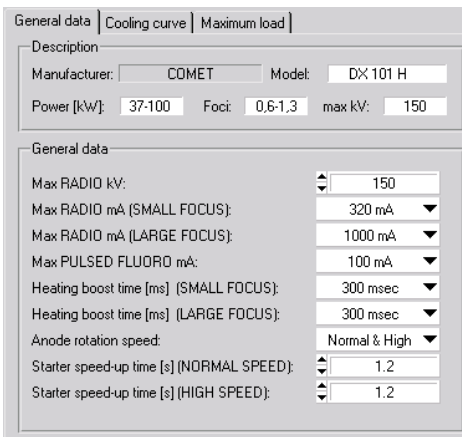 General data Cooling curve Maximum load
Description
Manufacturer: COMET Model: DX 101 H
Power [kW]: 37-100 Foci: 0,6-1,3 max kV: 150
General data
Max RADIO kV: 150
Max RADIO mA (SMALL FOCUS): 320 mA
Max RADIO mA (LARGE FOCUS): 1000 mA
Max PULSED FLUORO mA: 100 mA
Heating boost time [ms] (SMALL FOCUS): 300 msec
Heating boost time [ms] (LARGE FOCUS): 300 msec
Anode rotation speed: Normal & High
Starter speed-up time [s] (NORMAL SPEED): 1.2
Starter speed-up time [s] (HIGH SPEED): 1.2